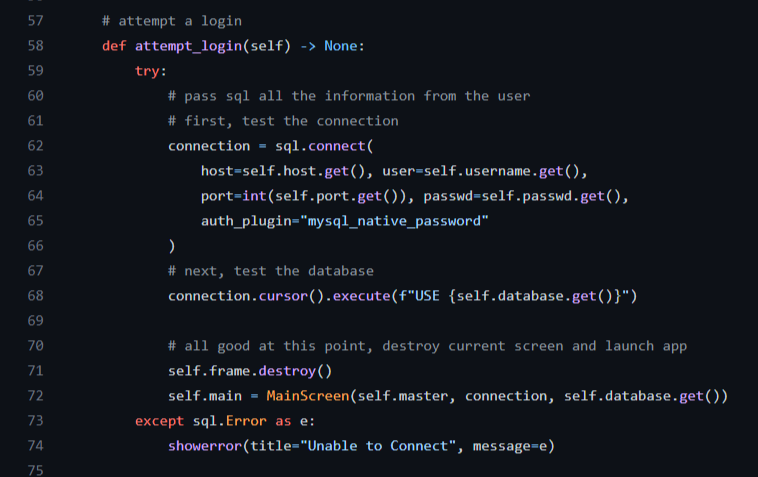 57 # attempt a login
58 def attempt_login(self) -> None:
59 try:
60 # pass sql all the information from the user
61 # first, test the connection
62 connection = sql.connect(
63 host=self.host.get(), user=self.username.get(),
64 port=int(self.port.get()), passwd=self.passwd.get(),
65 auth_plugin="mysql_native_password"
66 )
67 # next, test the database
68 connection.cursor().execute(f"USE {self.database.get()}")
69
70 # all good at this point, destroy current screen and launch app
71 self.frame.destroy()
72 self.main = MainScreen(self.master, connection, self.database.get())
73 except sql.Error as e:
74 showerror(title="Unable to Connect", message=e)
75